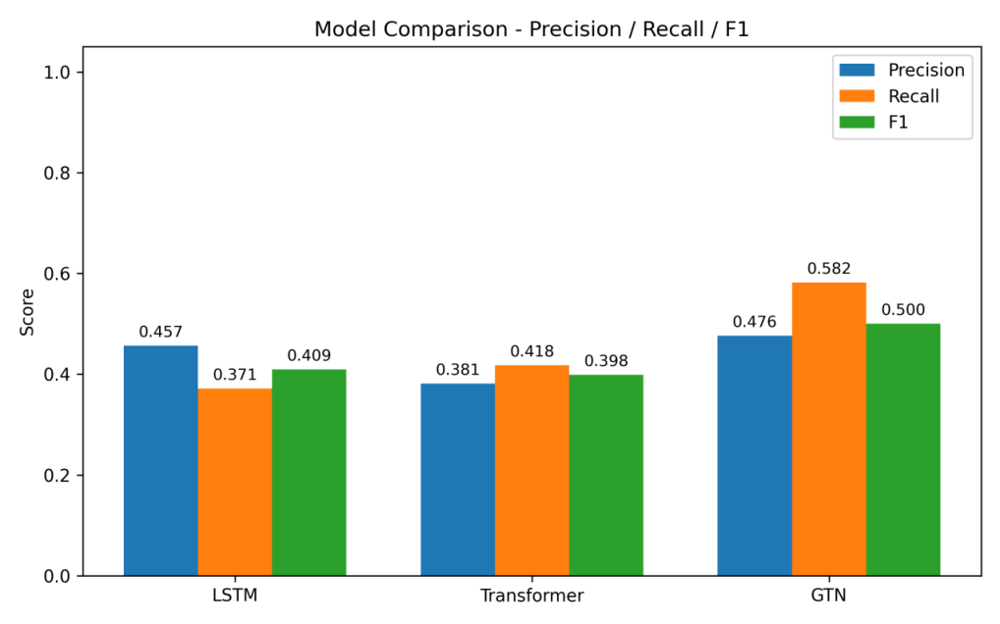 Model Comparison - Precision / Recall / F1
Precision
Recall
F1
Score
1.0
0.8
0.6
0.4
0.2
0.0
0.457
0.371
0.409
0.381
0.418
0.398
0.476
0.582
0.500
LSTM
Transformer
GTN